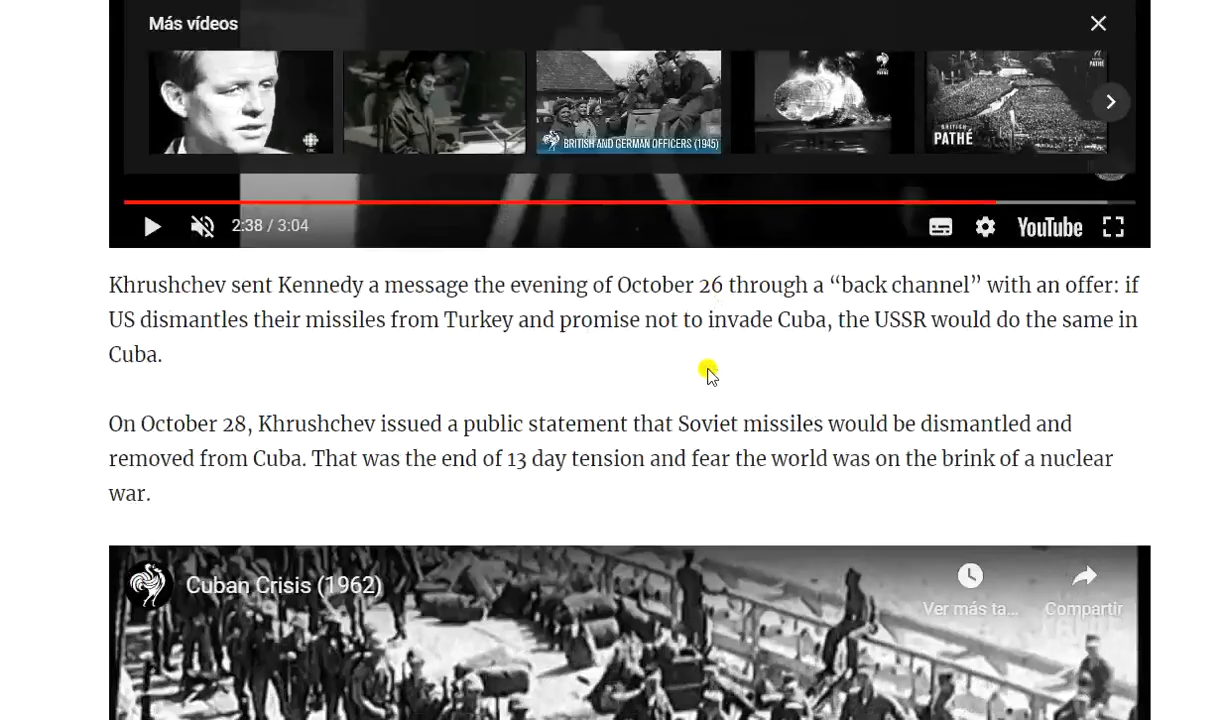 Más vídeos
BRITISH AND GERMAN OFFICERS (1945)
BRITISH
PATHÉ
2:38 / 3:04
YouTube
Khrushchev sent Kennedy a message the evening of October 26 through a “back channel” with an offer: if
US dismantles their missiles from Turkey and promise not to invade Cuba, the USSR would do the same in
Cuba.
On October 28, Khrushchev issued a public statement that Soviet missiles would be dismantled and
removed from Cuba. That was the end of 13 day tension and fear the world was on the brink of a nuclear
war.
Cuban Crisis (1962)
Ver más ta...
Compartir